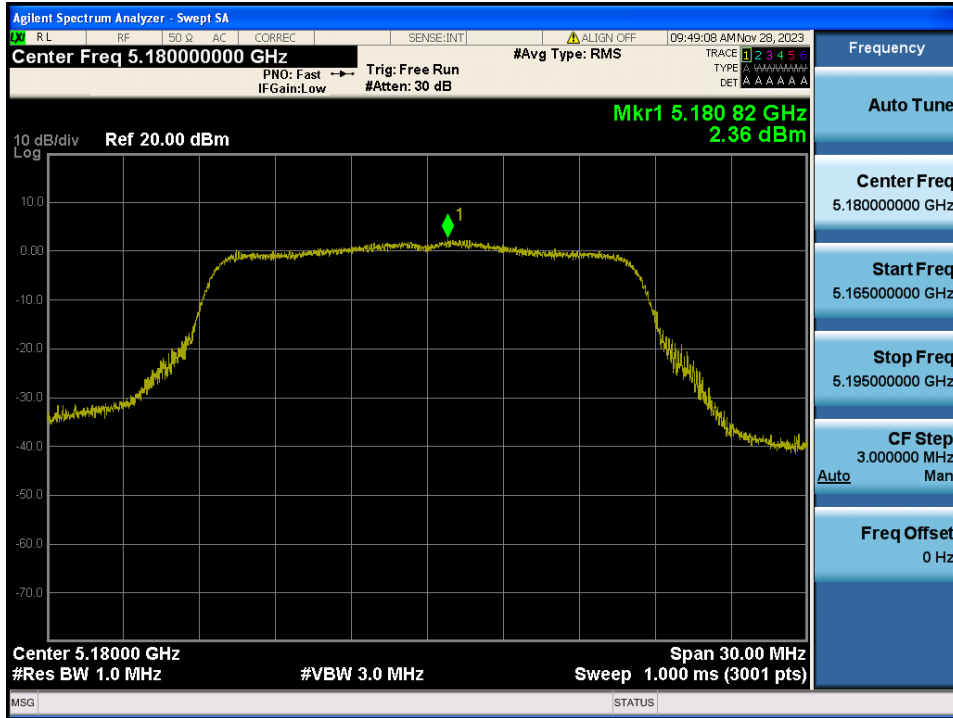 Agilent Spectrum Analyzer - Swept SA
LXI RL RF 50 Ω AC CORREC SENSE:INT ALIGN OFF 09:49:08 AM Nov 28, 2023
Center Freq 5.180000000 GHz
PNO: Fast
IFGain:Low
Trig: Free Run
#Atten: 30 dB
#Avg Type: RMS
TRACE 1 2 3 4 5 6
TYPE A WWWWW
DET A A A A A A
Mkr1 5.180 82 GHz
2.36 dBm
10 dB/div Ref 20.00 dBm
Log
10.0
0.00
-10.0
-20.0
-30.0
-40.0
-50.0
-60.0
-70.0
1
Center 5.18000 GHz Span 30.00 MHz
#Res BW 1.0 MHz #VBW 3.0 MHz Sweep 1.000 ms (3001 pts)
MSG STATUS
Frequency
Auto Tune
Center Freq
5.180000000 GHz
Start Freq
5.165000000 GHz
Stop Freq
5.195000000 GHz
CF Step
3.000000 MHz
Auto Man
Freq Offset
0 Hz